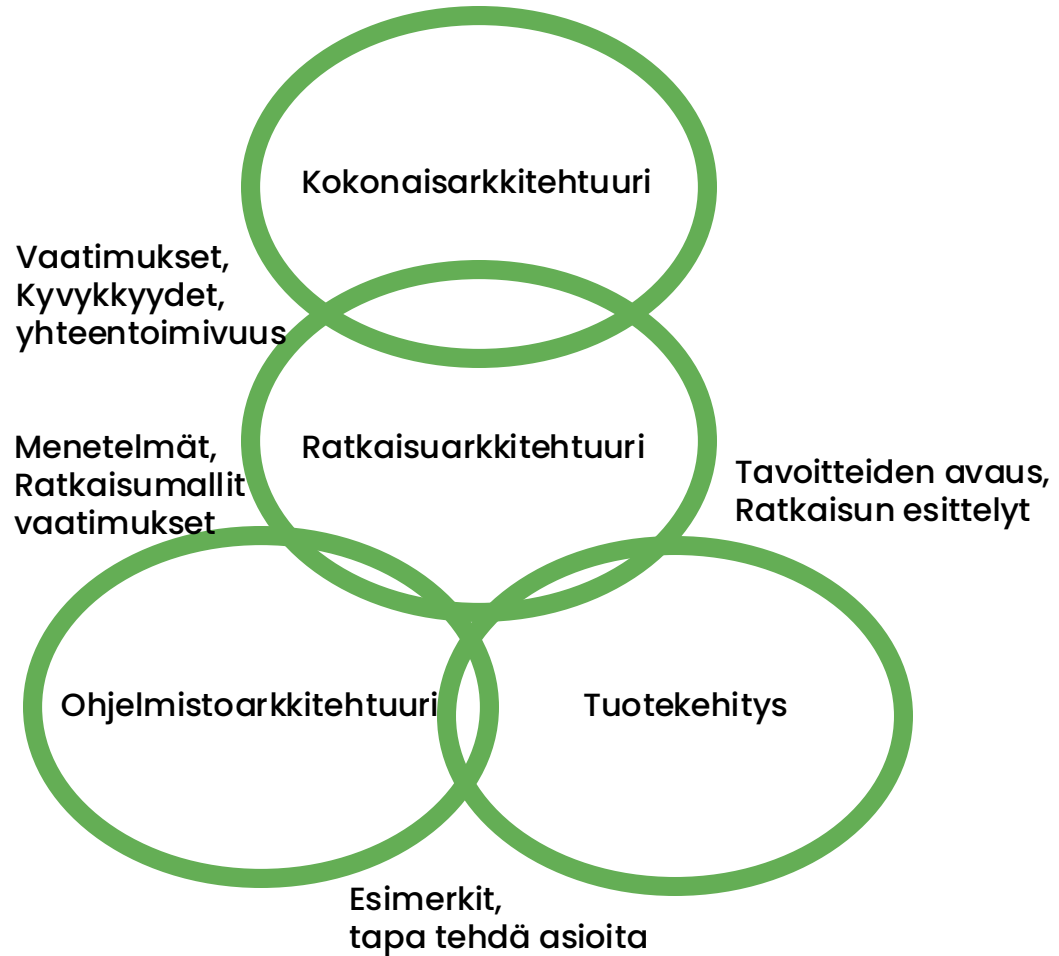 Kokonaisarkkitehtuuri
Vaatimukset,
Kyvykkyydet,
yhteentoimivuus
Menetelmät,
Ratkaisumallit
vaatimukset
Ratkaisuarkkitehtuuri
Tavoitteiden avaus,
Ratkaisun esittelyt
Ohjelmistoarkkitehtuuri
Tuotekehitys
Esimerkit,
tapa tehdä asioita